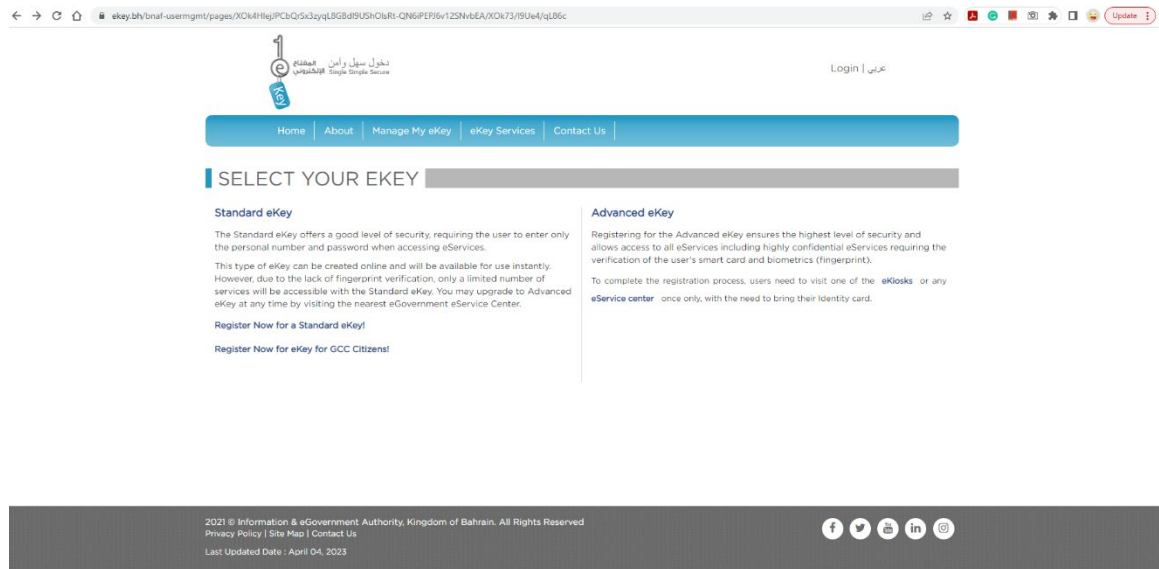 ekey.bh/bnaf-usermgmt/pages/XOk4HlejJPCbQrSx3zyqL8GBdI9UShOlsRt-QN6iPEPJ6v12SNvbEA/XOk73/I9Ue4/qL86c
Update
1
e
Key
دخول سهل وآمن المفتاح
Single Simple Secure الإلكتروني
Login | عربي
Home
About
Manage My eKey
eKey Services
Contact Us
SELECT YOUR EKEY
Standard eKey
The Standard eKey offers a good level of security, requiring the user to enter only
the personal number and password when accessing eServices.
This type of eKey can be created online and will be available for use instantly.
However, due to the lack of fingerprint verification, only a limited number of
services will be accessible with the Standard eKey. You may upgrade to Advanced
eKey at any time by visiting the nearest eGovernment eService Center.
Register Now for a Standard eKey!
Register Now for eKey for GCC Citizens!
Advanced eKey
Registering for the Advanced eKey ensures the highest level of security and
allows access to all eServices including highly confidential eServices requiring the
verification of the user's smart card and biometrics (fingerprint).
To complete the registration process, users need to visit one of the eKiosks or any
eService center once only, with the need to bring their Identity card.
2021 © Information & eGovernment Authority, Kingdom of Bahrain. All Rights Reserved
Privacy Policy | Site Map | Contact Us
Last Updated Date : April 04, 2023